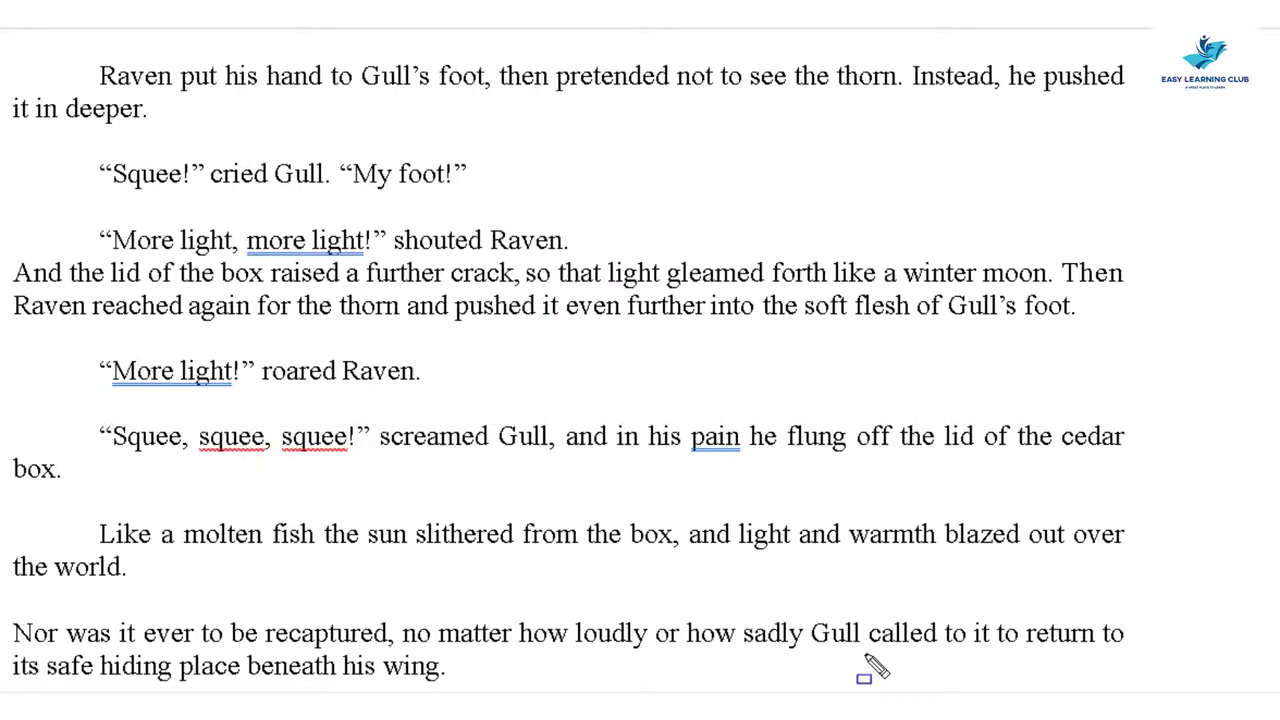 Raven put his hand to Gull’s foot, then pretended not to see the thorn. Instead, he pushed
it in deeper.
“Squee!” cried Gull. “My foot!”
“More light, more light!” shouted Raven.
And the lid of the box raised a further crack, so that light gleamed forth like a winter moon. Then
Raven reached again for the thorn and pushed it even further into the soft flesh of Gull’s foot.
“More light!” roared Raven.
“Squee, squee, squee!” screamed Gull, and in his pain he flung off the lid of the cedar
box.
Like a molten fish the sun slithered from the box, and light and warmth blazed out over
the world.
Nor was it ever to be recaptured, no matter how loudly or how sadly Gull called to it to return to
its safe hiding place beneath his wing.
EASY LEARNING CLUB
A GREAT PLACE TO LEARN